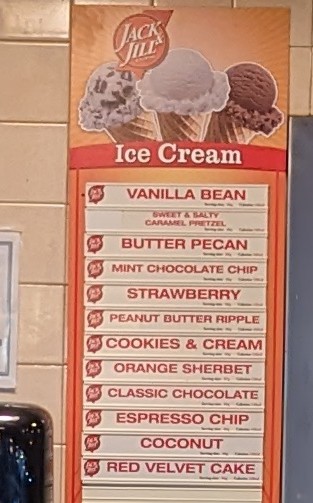 JACK
& JILL
Ice Cream
VANILLA BEAN
SWEET & SALTY
CARAMEL PRETZEL
BUTTER PECAN
MINT CHOCOLATE CHIP
STRAWBERRY
PEANUT BUTTER RIPPLE
COOKIES & CREAM
ORANGE SHERBET
CLASSIC CHOCOLATE
ESPRESSO CHIP
COCONUT
RED VELVET CAKE